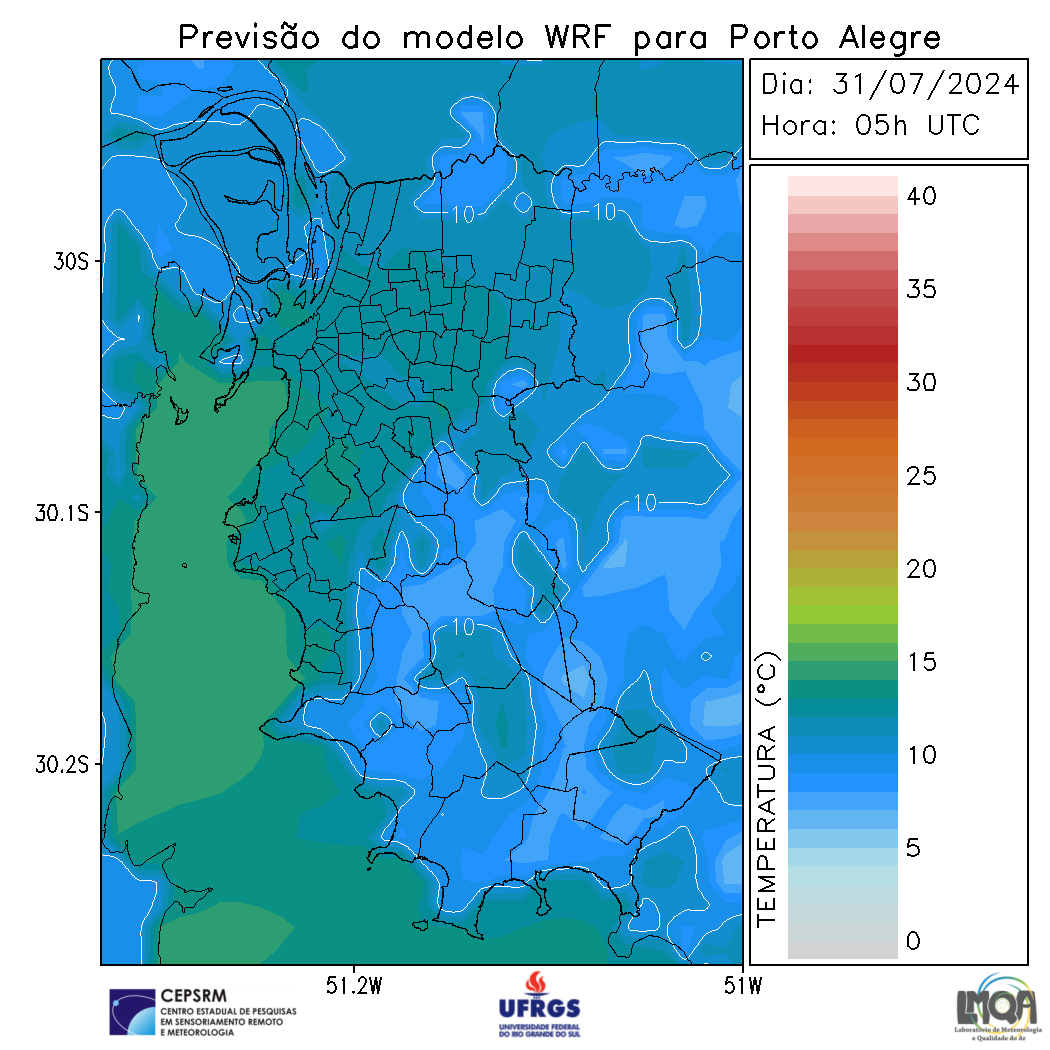 Previsão do modelo WRF para Porto Alegre
Dia: 31/07/2024
Hora: 05h UTC
40
35
30
25
20
15
10
5
0
TEMPERATURA (°C)
30S
30.1S
30.2S
51.2W
51W
10
10
10
10
CEPSRM
CENTRO ESTADUAL DE PESQUISAS
EM SENSORIAMENTO REMOTO
E METEOROLOGIA
UFRGS
UNIVERSIDADE FEDERAL
DO RIO GRANDE DO SUL
LMQA
Laboratório de Meteorologia
e Qualidade do Ar